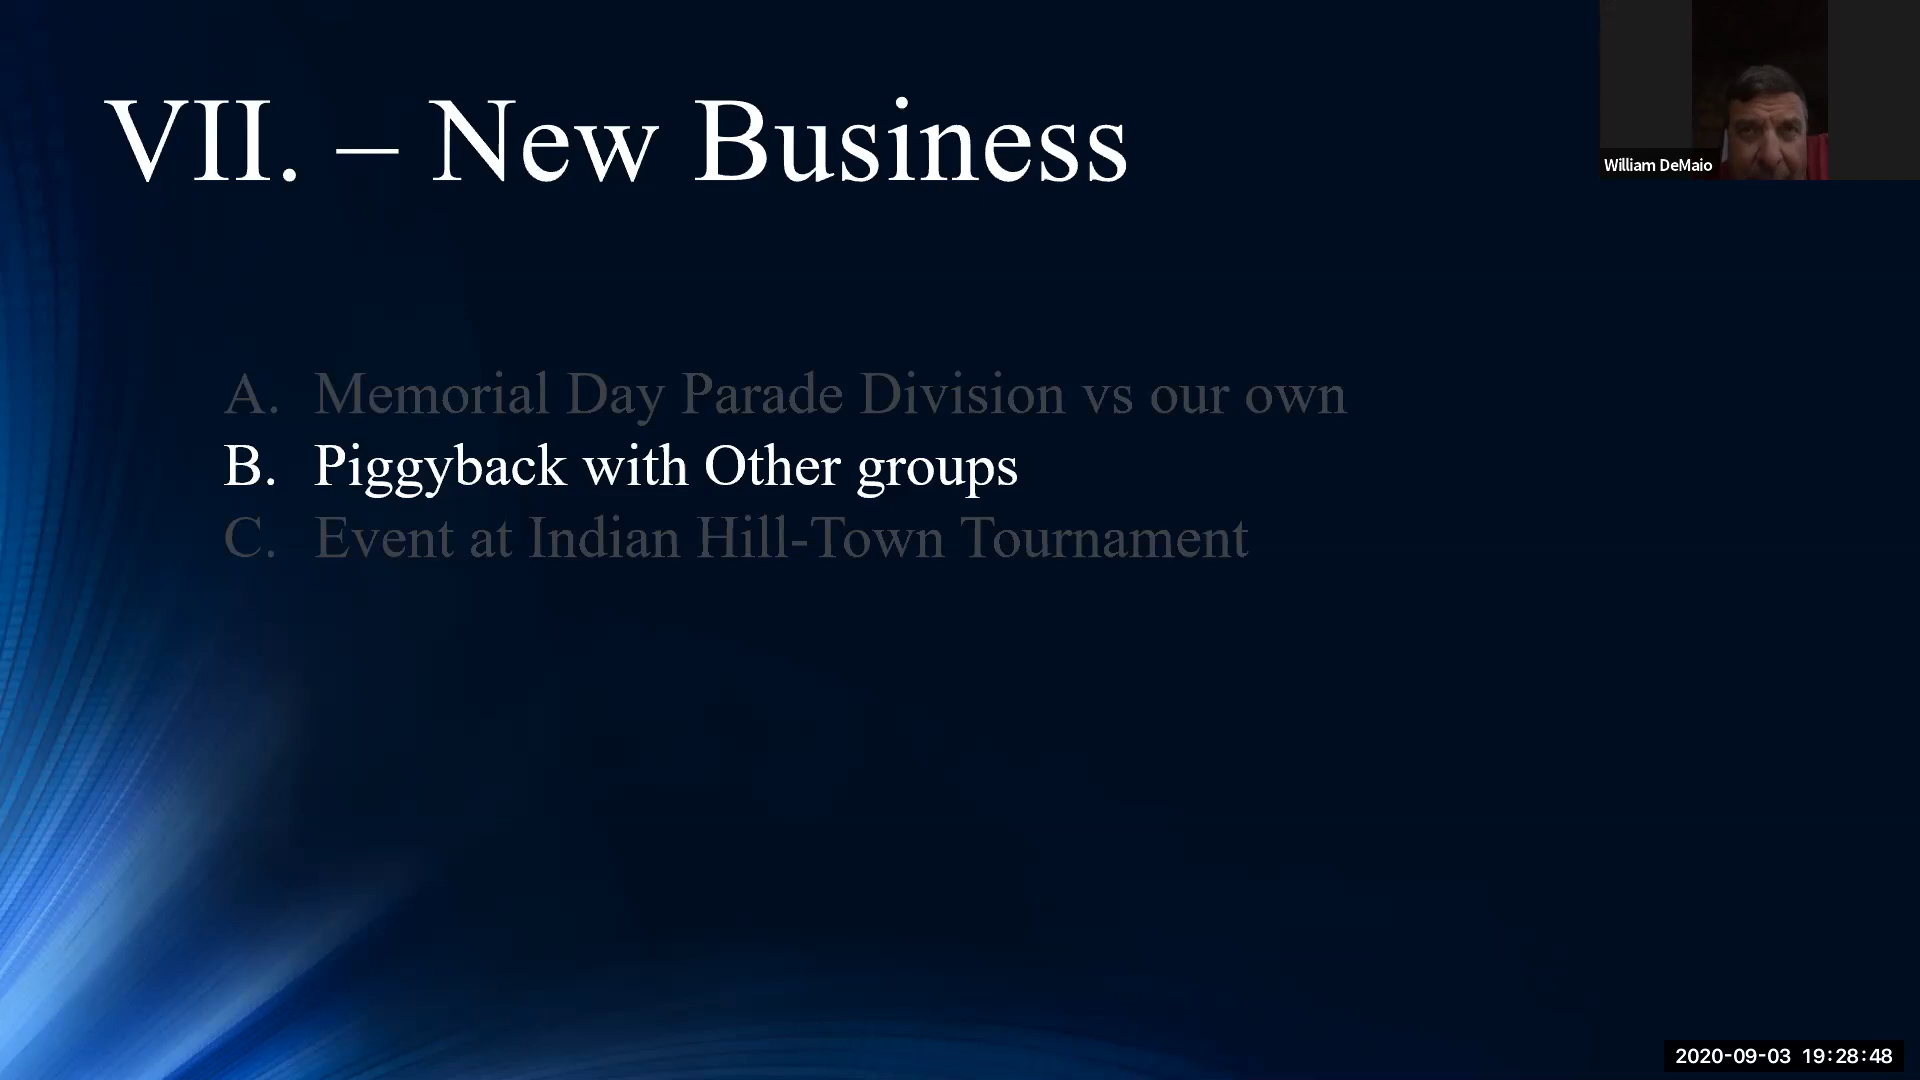 VII. – New Business
William DeMaio
A. Memorial Day Parade Division vs our own
B. Piggyback with Other groups
C. Event at Indian Hill-Town Tournament
2020-09-03 19:28:48